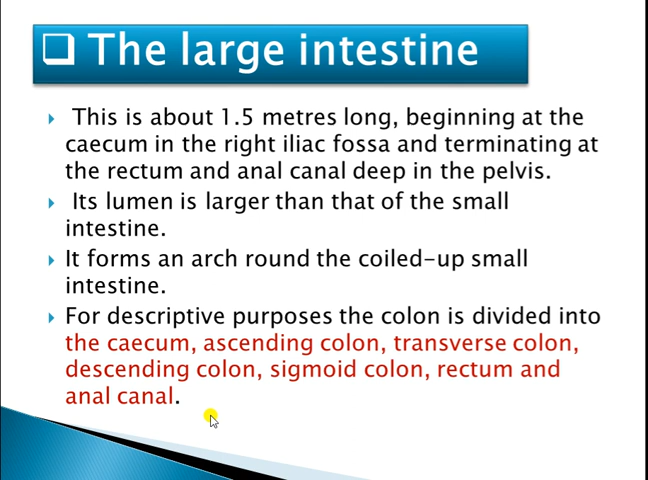 The large intestine
This is about 1.5 metres long, beginning at the
caecum in the right iliac fossa and terminating at
the rectum and anal canal deep in the pelvis.
Its lumen is larger than that of the small
intestine.
It forms an arch round the coiled-up small
intestine.
For descriptive purposes the colon is divided into
the caecum, ascending colon, transverse colon,
descending colon, sigmoid colon, rectum and
anal canal.